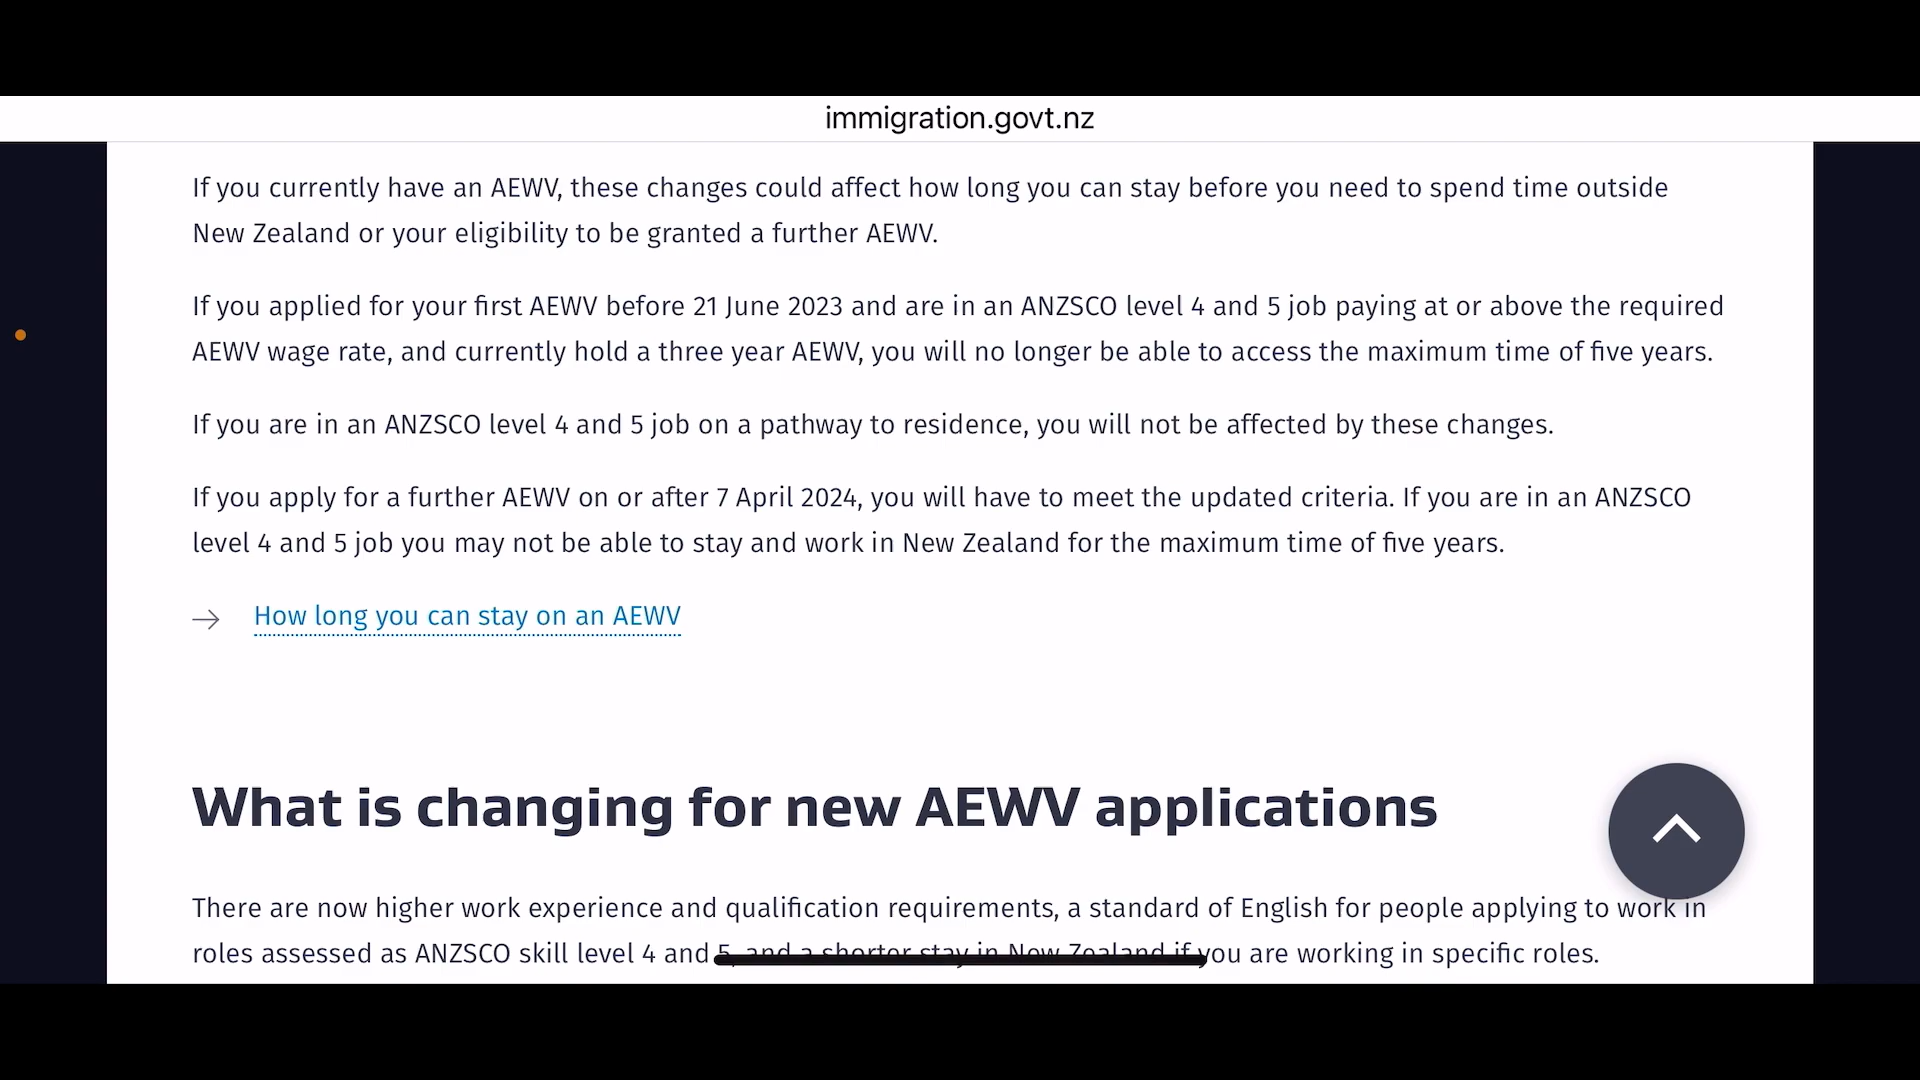 immigration.govt.nz
If you currently have an AEWV, these changes could affect how long you can stay before you need to spend time outside
New Zealand or your eligibility to be granted a further AEWV.
If you applied for your first AEWV before 21 June 2023 and are in an ANZSCO level 4 and 5 job paying at or above the required
AEWV wage rate, and currently hold a three year AEWV, you will no longer be able to access the maximum time of five years.
If you are in an ANZSCO level 4 and 5 job on a pathway to residence, you will not be affected by these changes.
If you apply for a further AEWV on or after 7 April 2024, you will have to meet the updated criteria. If you are in an ANZSCO
level 4 and 5 job you may not be able to stay and work in New Zealand for the maximum time of five years.
How long you can stay on an AEWV
What is changing for new AEWV applications
There are now higher work experience and qualification requirements, a standard of English for people applying to work in
roles assessed as ANZSCO skill level 4 and 5, and a shorter stay in New Zealand if you are working in specific roles.